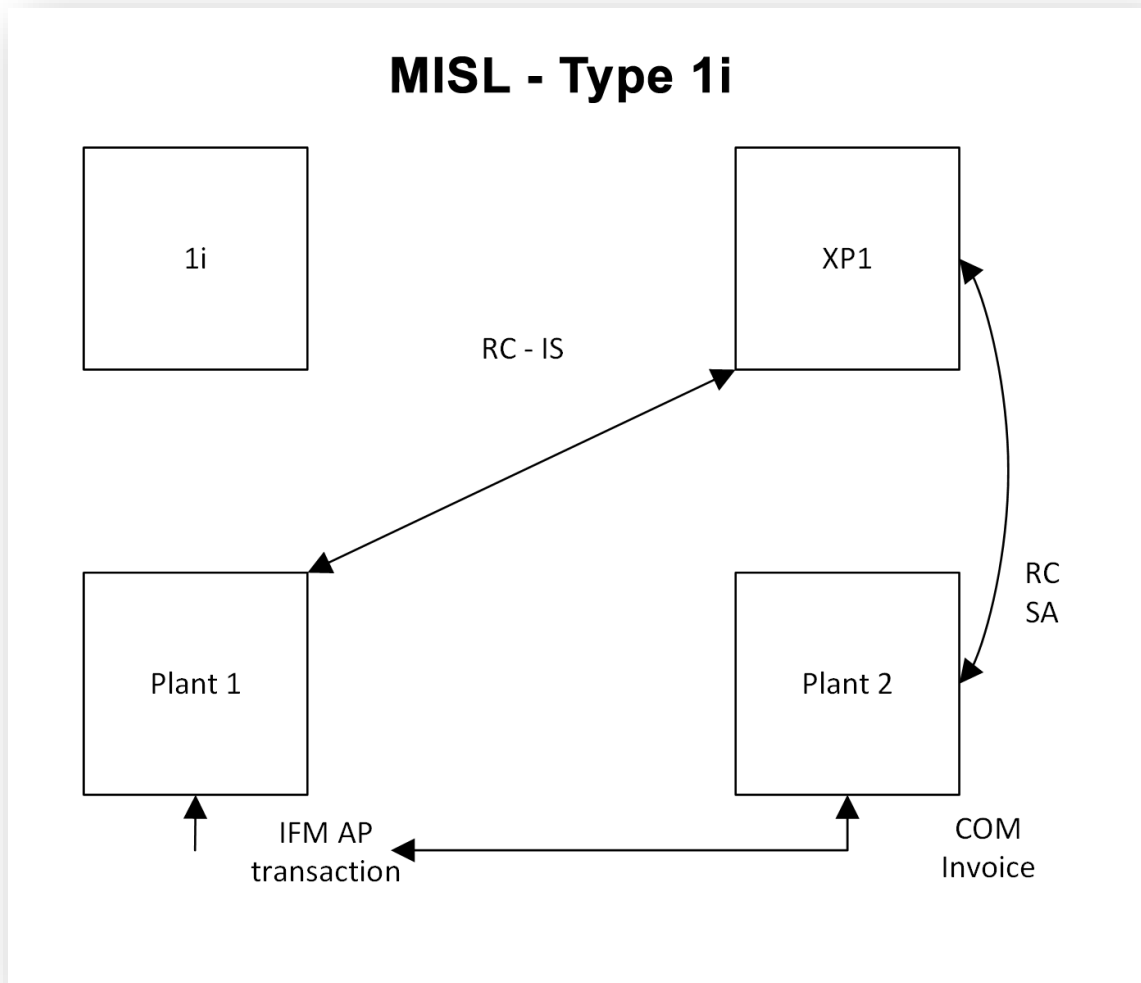 MISL - Type 1i
1i
XP1
RC - IS
RC
SA
Plant 1
Plant 2
IFM AP
transaction
COM
Invoice